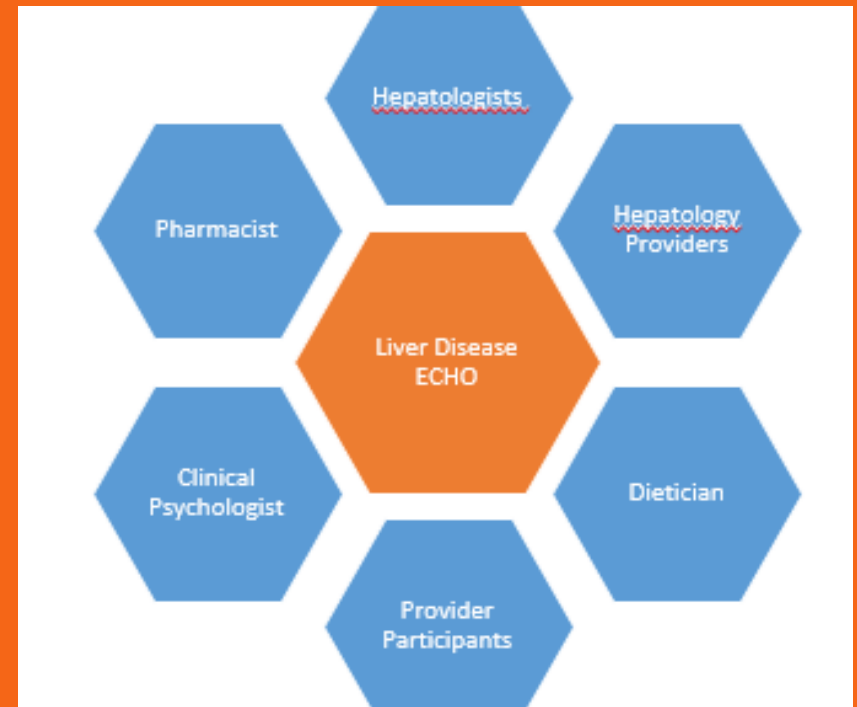 Hepatologists
Pharmacist
Hepatology
Providers
Liver Disease
ECHO
Clinical
Psychologist
Dietician
Provider
Participants